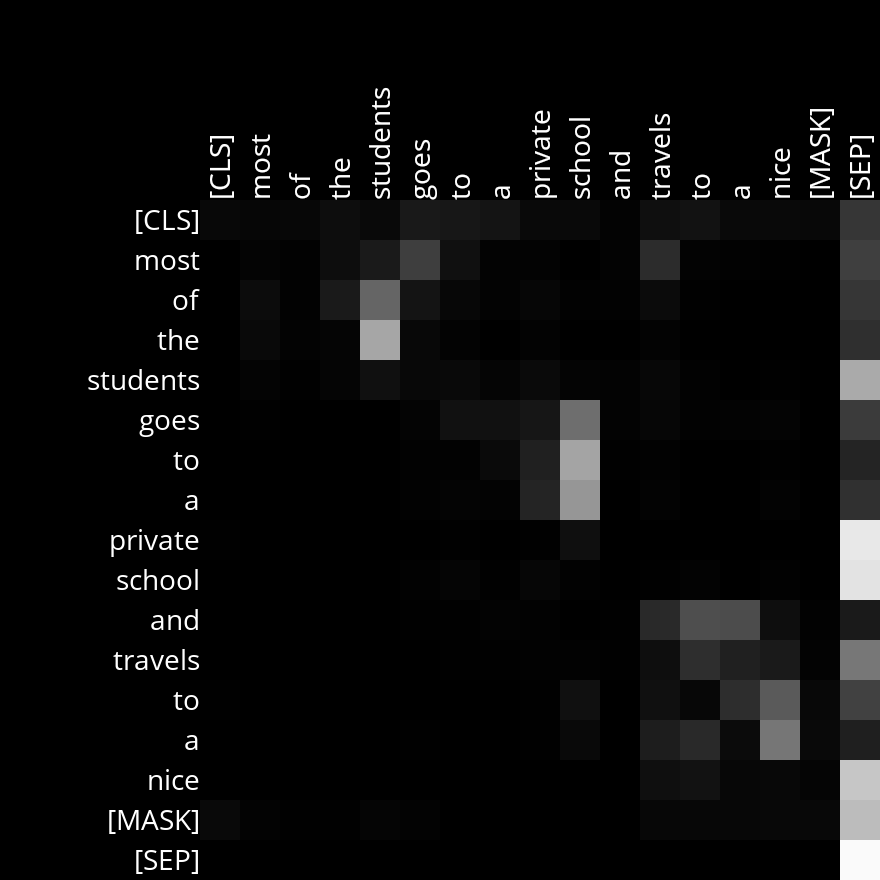 [CLS] most of the students goes to a private school and travels to a nice [MASK] [SEP]
[CLS]
most
of
the
students
goes
to
a
private
school
and
travels
to
a
nice
[MASK]
[SEP]